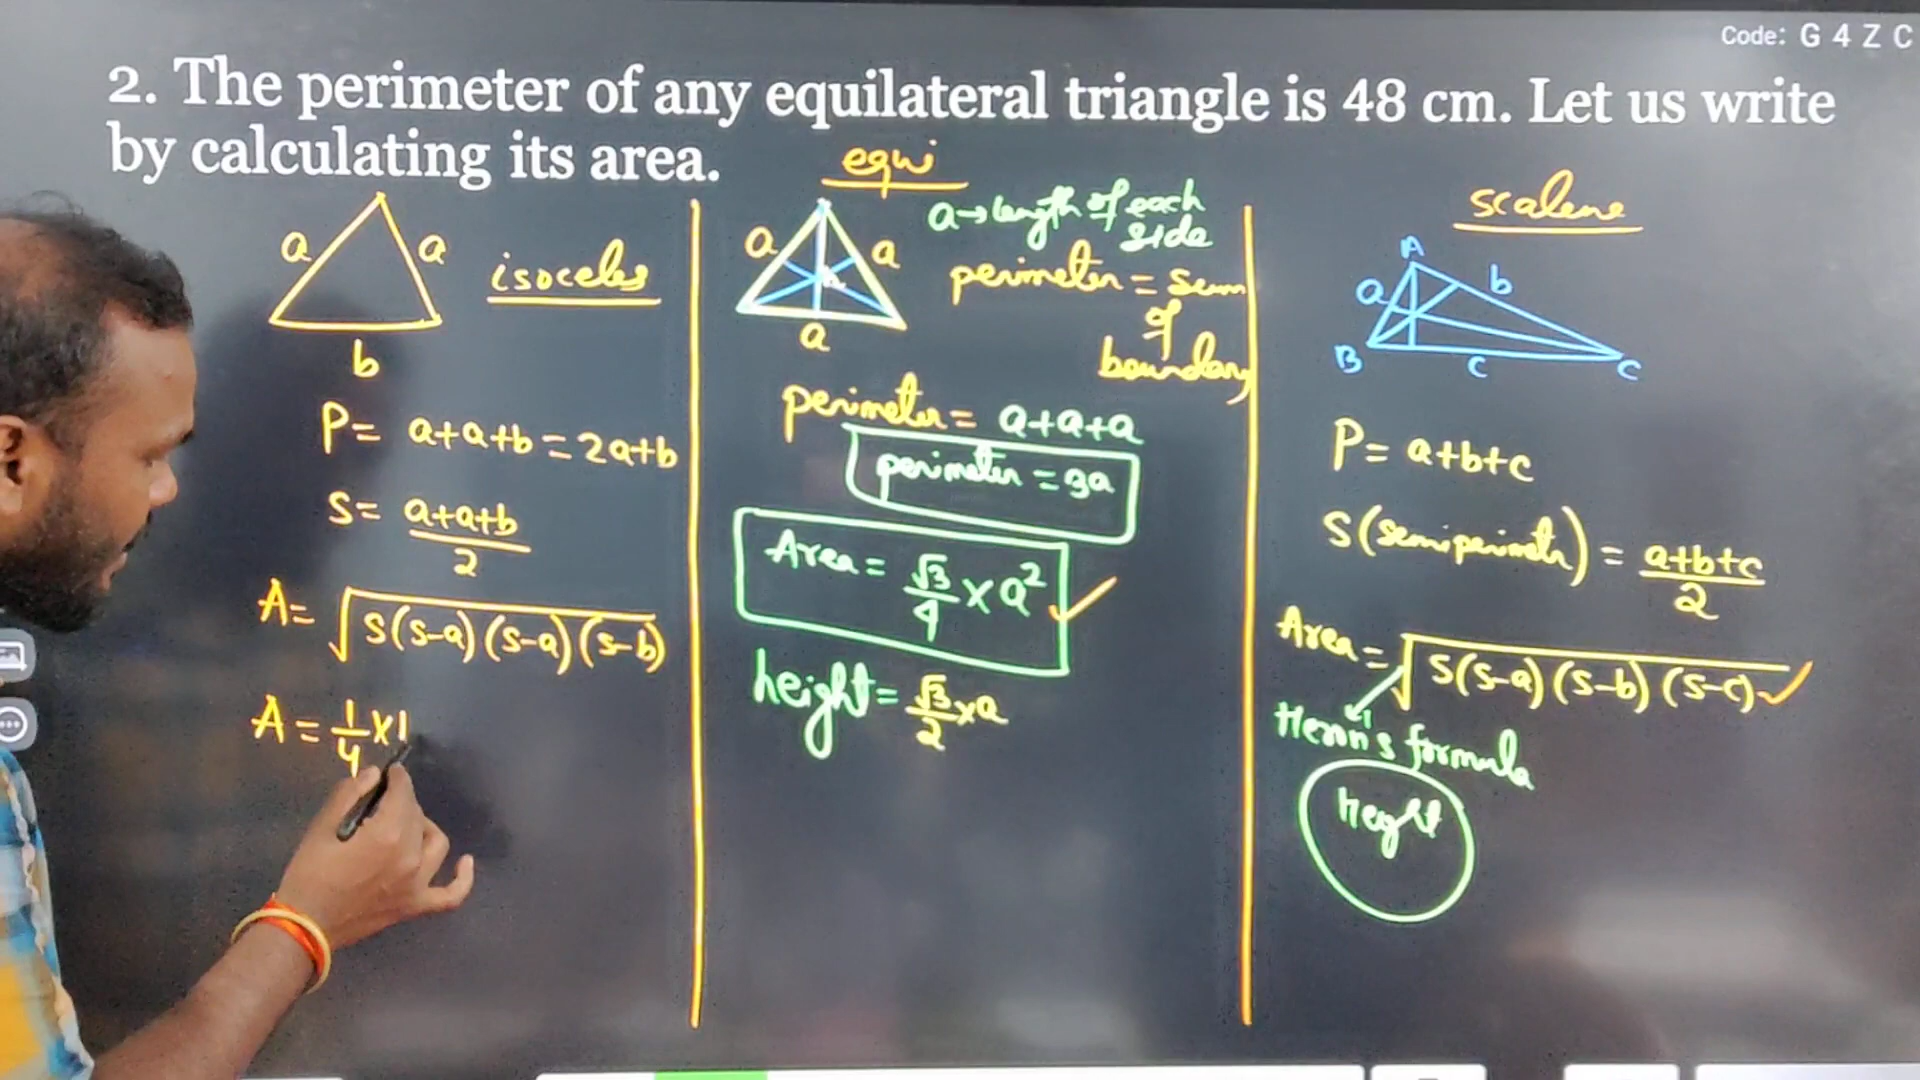 Code: G 4 Z C
2. The perimeter of any equilateral triangle is 48 cm. Let us write
by calculating its area.
a
a
isoceles
b
P = a+a+b = 2a+b
S = a+a+b / 2
A = √S(S-a)(S-a)(S-b)
A = 1/4 × 1
equi
a → length of each
side
a
a
h
a
perimeter = sum
of
boundary
perimeter = a+a+a
perimeter = 3a
Area = √3/4 × a²
height = √3/2 × a
scalene
A
a
b
B
c
C
P = a+b+c
S (semiperimeter) = a+b+c / 2
Area = √S(S-a)(S-b)(S-c)
Heron's formula
Height